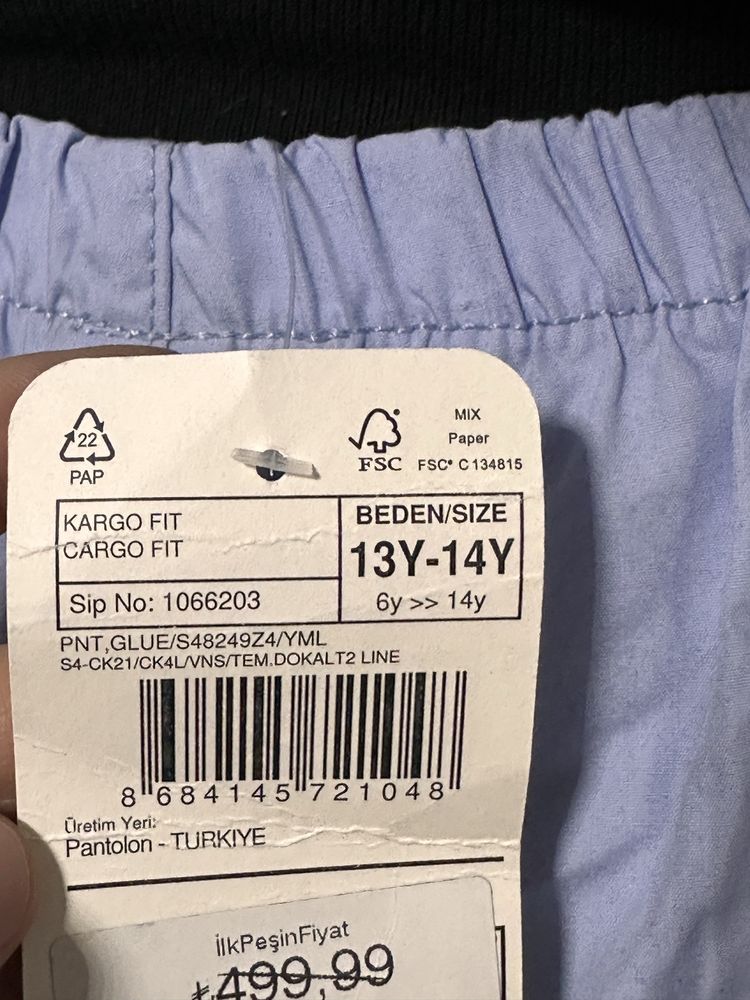 22
PAP
FSC
MIX
Paper
FSC® C134815
KARGO FIT
CARGO FIT
BEDEN/SIZE
13Y-14Y
6y >> 14y
Sip No: 1066203
PNT,GLUE/S48249Z4/YML
S4-CK21/CK4L/VNS/TEM.DOKALT2 LINE
8 684145 721048
Üretim Yeri:
Pantolon - TURKIYE
İlkPeşinFiyat
₺499,99